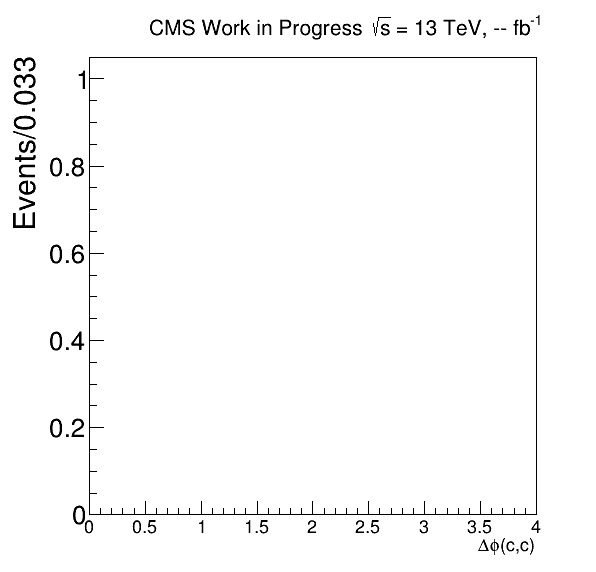 CMS Work in Progress √s = 13 TeV, -- fb⁻¹
Events/0.033
1
0.8
0.6
0.4
0.2
0
0 0.5 1 1.5 2 2.5 3 3.5 4
Δϕ(c,c)